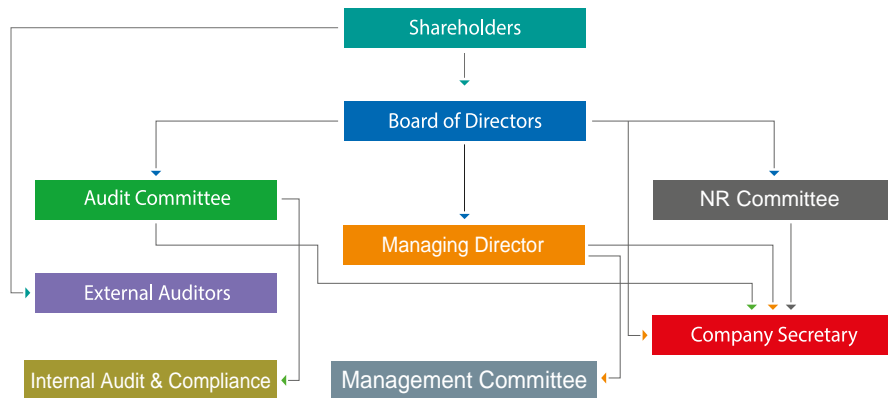 Shareholders
Board of Directors
Audit Committee
NR Committee
Managing Director
External Auditors
Company Secretary
Internal Audit & Compliance
Management Committee